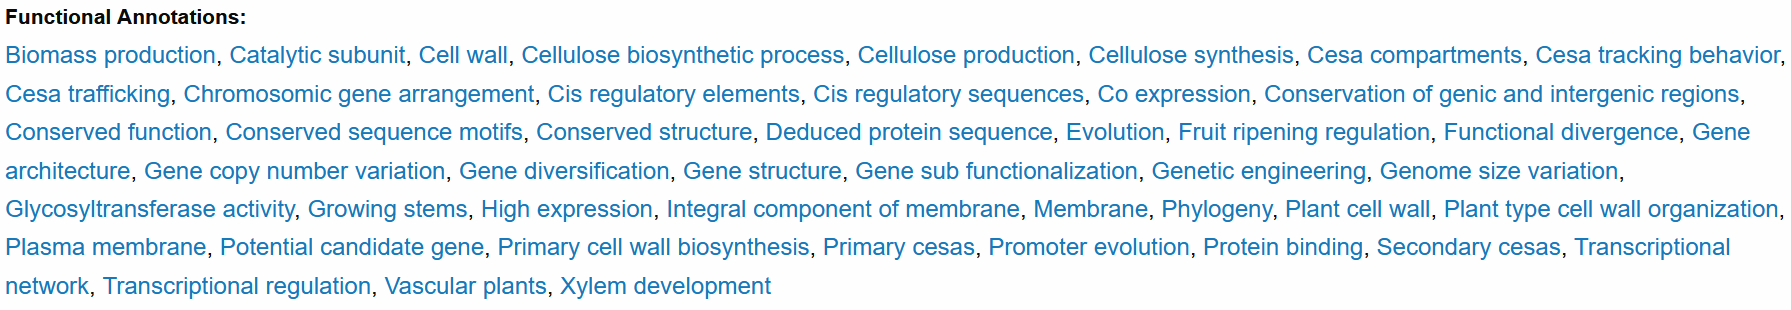 Functional Annotations:
Biomass production, Catalytic subunit, Cell wall, Cellulose biosynthetic process, Cellulose production, Cellulose synthesis, Cesa compartments, Cesa tracking behavior,
Cesa trafficking, Chromosomic gene arrangement, Cis regulatory elements, Cis regulatory sequences, Co expression, Conservation of genic and intergenic regions,
Conserved function, Conserved sequence motifs, Conserved structure, Deduced protein sequence, Evolution, Fruit ripening regulation, Functional divergence, Gene
architecture, Gene copy number variation, Gene diversification, Gene structure, Gene sub functionalization, Genetic engineering, Genome size variation,
Glycosyltransferase activity, Growing stems, High expression, Integral component of membrane, Membrane, Phylogeny, Plant cell wall, Plant type cell wall organization,
Plasma membrane, Potential candidate gene, Primary cell wall biosynthesis, Primary cesas, Promoter evolution, Protein binding, Secondary cesas, Transcriptional
network, Transcriptional regulation, Vascular plants, Xylem development